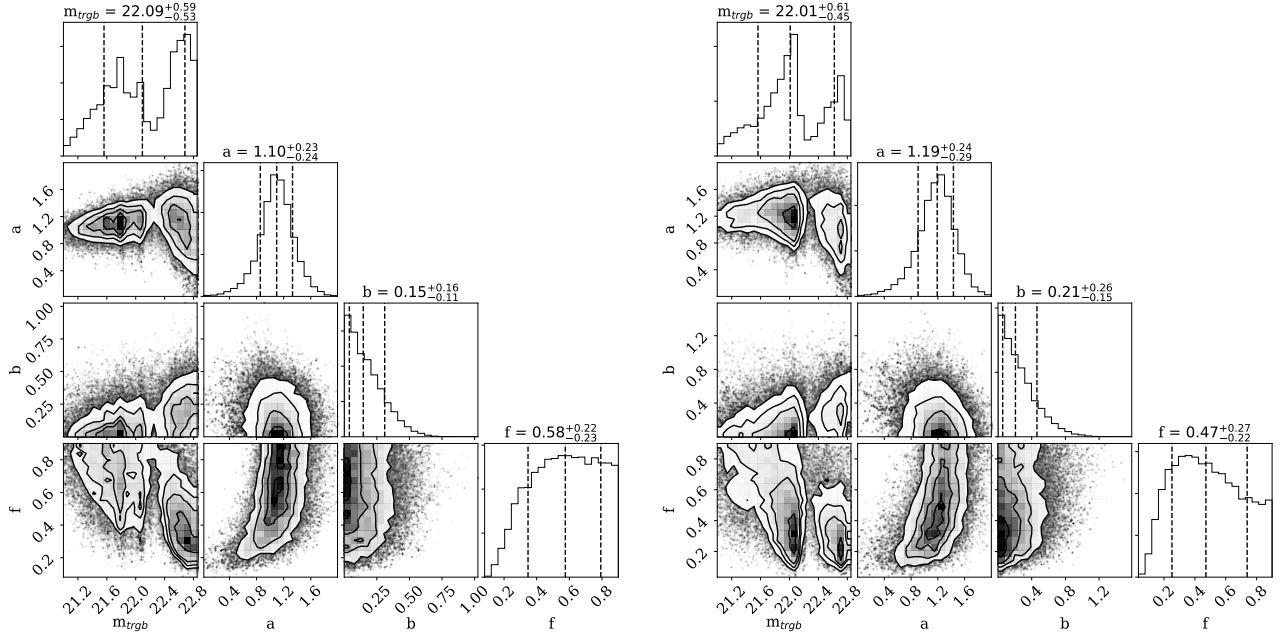 m_trgb = 22.09+0.59−0.53
m_trgb = 22.01+0.61−0.45
a = 1.10+0.23−0.24
a = 1.19+0.24−0.29
1.6
1.2
0.8
0.4
a
1.6
1.2
0.8
0.4
a
b = 0.15+0.16−0.11
b = 0.21+0.26−0.15
1.00
0.75
0.50
0.25
b
1.2
0.8
0.4
b
f = 0.58+0.22−0.23
f = 0.47+0.27−0.22
0.8
0.6
0.4
0.2
f
0.8
0.6
0.4
0.2
f
21.2 21.6 22.0 22.4 22.8 0.4 0.8 1.2 1.6 0.25 0.50 0.75 1.00 0.2 0.4 0.6 0.8
m_trgb a b f
21.2 21.6 22.0 22.4 22.8 0.4 0.8 1.2 1.6 0.4 0.8 1.2 0.2 0.4 0.6 0.8
m_trgb a b f